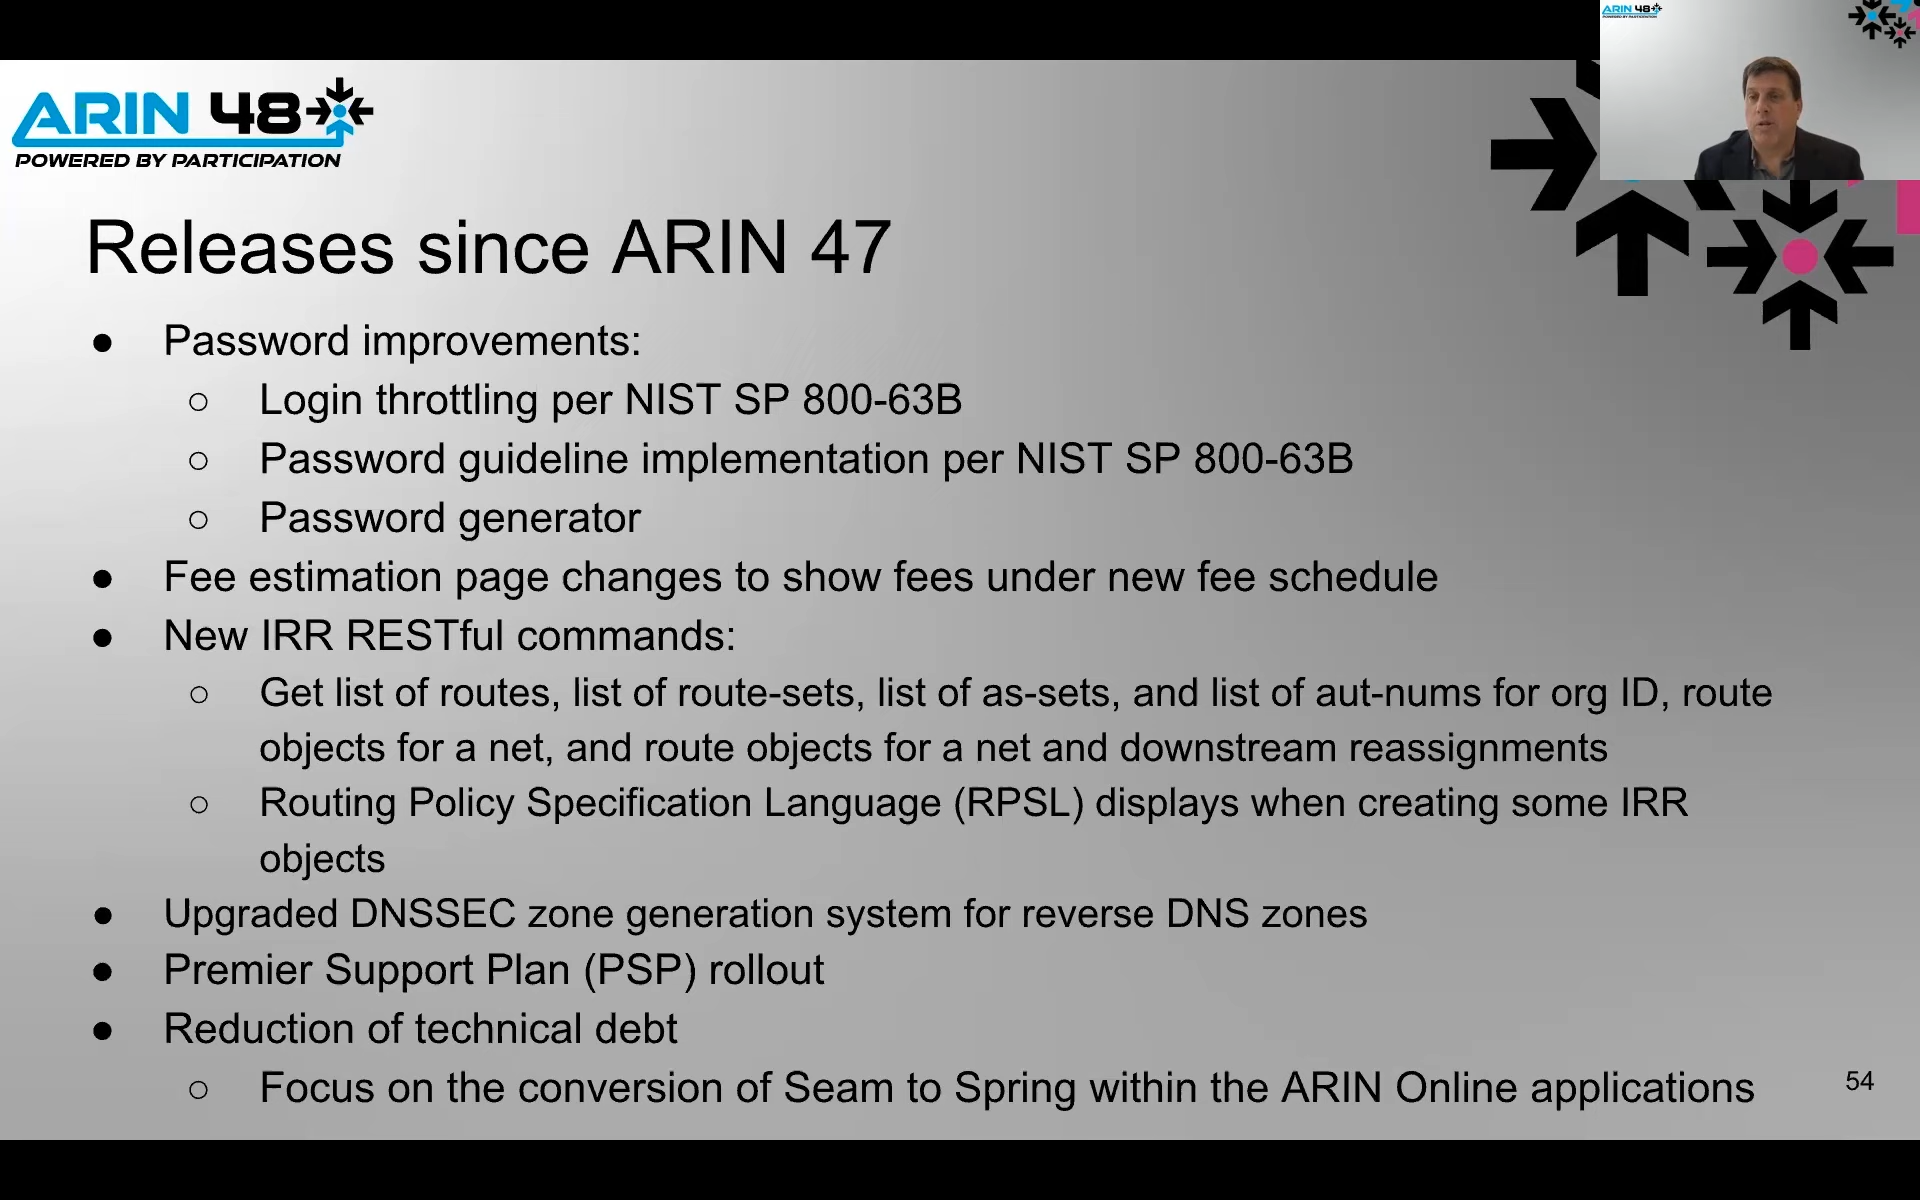 ARIN 48
POWERED BY PARTICIPATION
ARIN 48
POWERED BY PARTICIPATION
Releases since ARIN 47
● Password improvements:
○ Login throttling per NIST SP 800-63B
○ Password guideline implementation per NIST SP 800-63B
○ Password generator
● Fee estimation page changes to show fees under new fee schedule
● New IRR RESTful commands:
○ Get list of routes, list of route-sets, list of as-sets, and list of aut-nums for org ID, route
objects for a net, and route objects for a net and downstream reassignments
○ Routing Policy Specification Language (RPSL) displays when creating some IRR
objects
● Upgraded DNSSEC zone generation system for reverse DNS zones
● Premier Support Plan (PSP) rollout
● Reduction of technical debt
○ Focus on the conversion of Seam to Spring within the ARIN Online applications
54